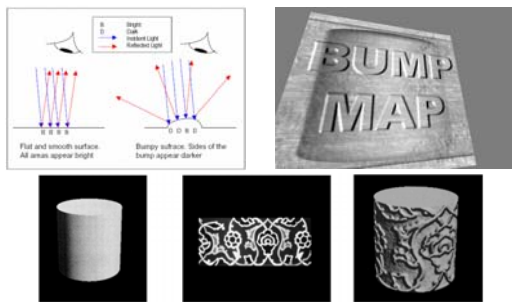 B Bright
D Dark
Incident Light
Reflected Light
B B B B
D D B D
Flat and smooth surface.
All areas appear bright
Bumpy sutrace. Sides of the
bump appear darker
BUMP
MAP